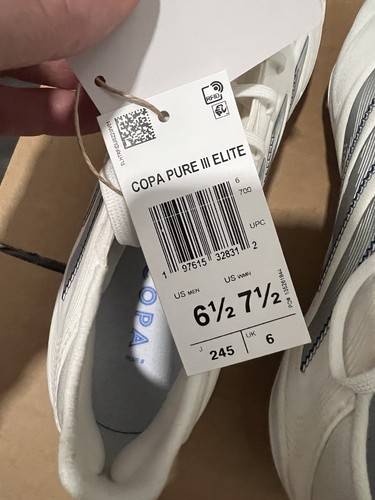 RFID
COPA PURE III ELITE
6
700
UPC
1 97615 32831 2
US MEN
US WMN
6½ 7½
J
245
UK
6
COPA